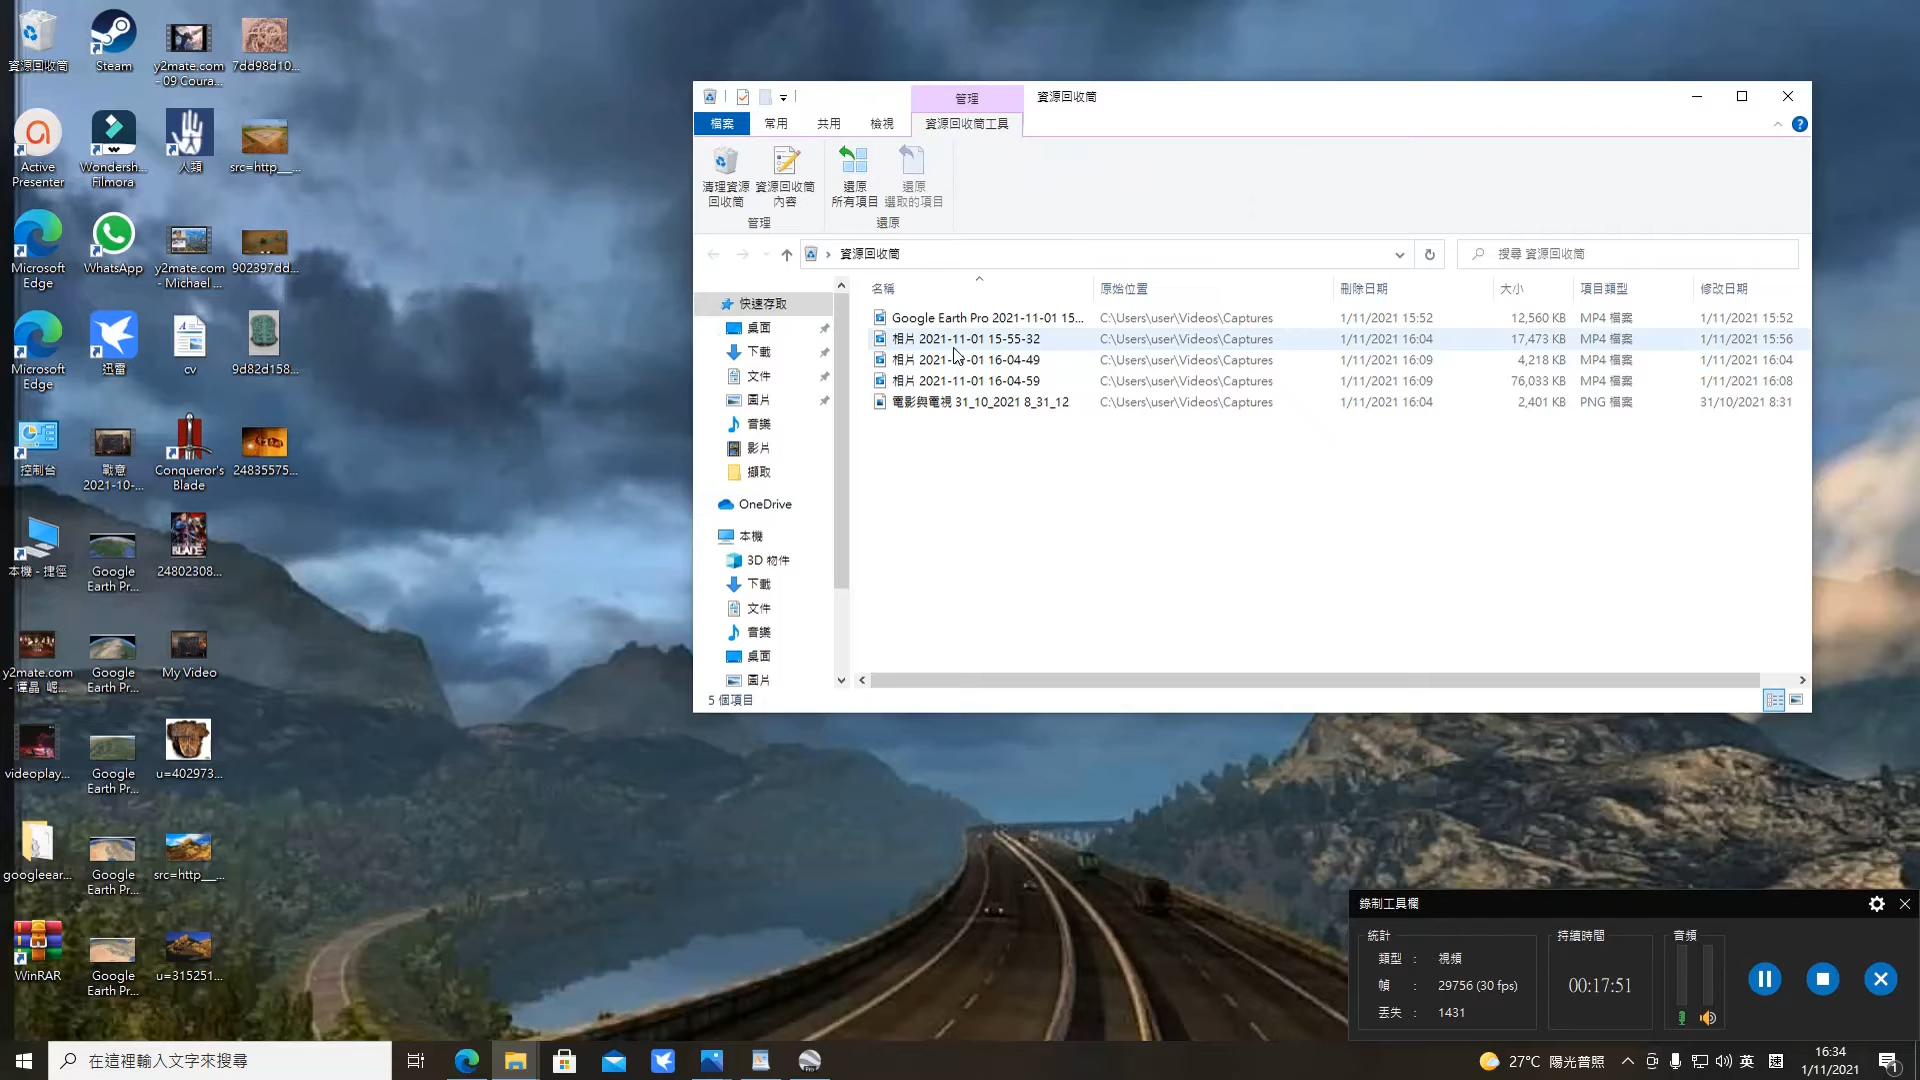 資源回收筒
Steam
y2mate.com
- 09 Coura...
7dd98d10...
Active
Presenter
Wondersh...
Filmora
人類
src=http___...
Microsoft
Edge
WhatsApp
y2mate.com
- Michael ...
902397dd...
Microsoft
Edge
迅雷
cv
9d82d158...
控制台
戰意
2021-10-...
Conqueror's
Blade
24835575...
本機 - 捷徑
Google
Earth Pr...
BLADE
24802308...
y2mate.com
- 谭晶 崛...
Google
Earth Pr...
My Video
videoplay...
Google
Earth Pr...
u=402973...
googleear...
Google
Earth Pr...
src=http___...
WinRAR
Google
Earth Pr...
u=315251...
管理
資源回收筒
檔案
常用
共用
檢視
資源回收筒工具
清理資源
回收筒
資源回收筒
內容
還原
所有項目
還原
選取的項目
管理
還原
資源回收筒
搜尋 資源回收筒
名稱
原始位置
刪除日期
大小
項目類型
修改日期
Google Earth Pro 2021-11-01 15... C:\Users\user\Videos\Captures 1/11/2021 15:52 12,560 KB MP4 檔案 1/11/2021 15:52
相片 2021-11-01 15-55-32 C:\Users\user\Videos\Captures 1/11/2021 16:04 17,473 KB MP4 檔案 1/11/2021 15:56
相片 2021-11-01 16-04-49 C:\Users\user\Videos\Captures 1/11/2021 16:09 4,218 KB MP4 檔案 1/11/2021 16:04
相片 2021-11-01 16-04-59 C:\Users\user\Videos\Captures 1/11/2021 16:09 76,033 KB MP4 檔案 1/11/2021 16:08
電影與電視 31_10_2021 8_31_12 C:\Users\user\Videos\Captures 1/11/2021 16:04 2,401 KB PNG 檔案 31/10/2021 8:31
快速存取
桌面
下載
文件
圖片
音樂
影片
擷取
OneDrive
本機
3D 物件
下載
文件
音樂
桌面
圖片
5 個項目
錄制工具欄
統計
類型 : 視頻
幀 : 29756 (30 fps)
丟失 : 1431
持續時間
00:17:51
音頻
在這裡輸入文字來搜尋
27°C 陽光普照
英
速
16:34
1/11/2021
1